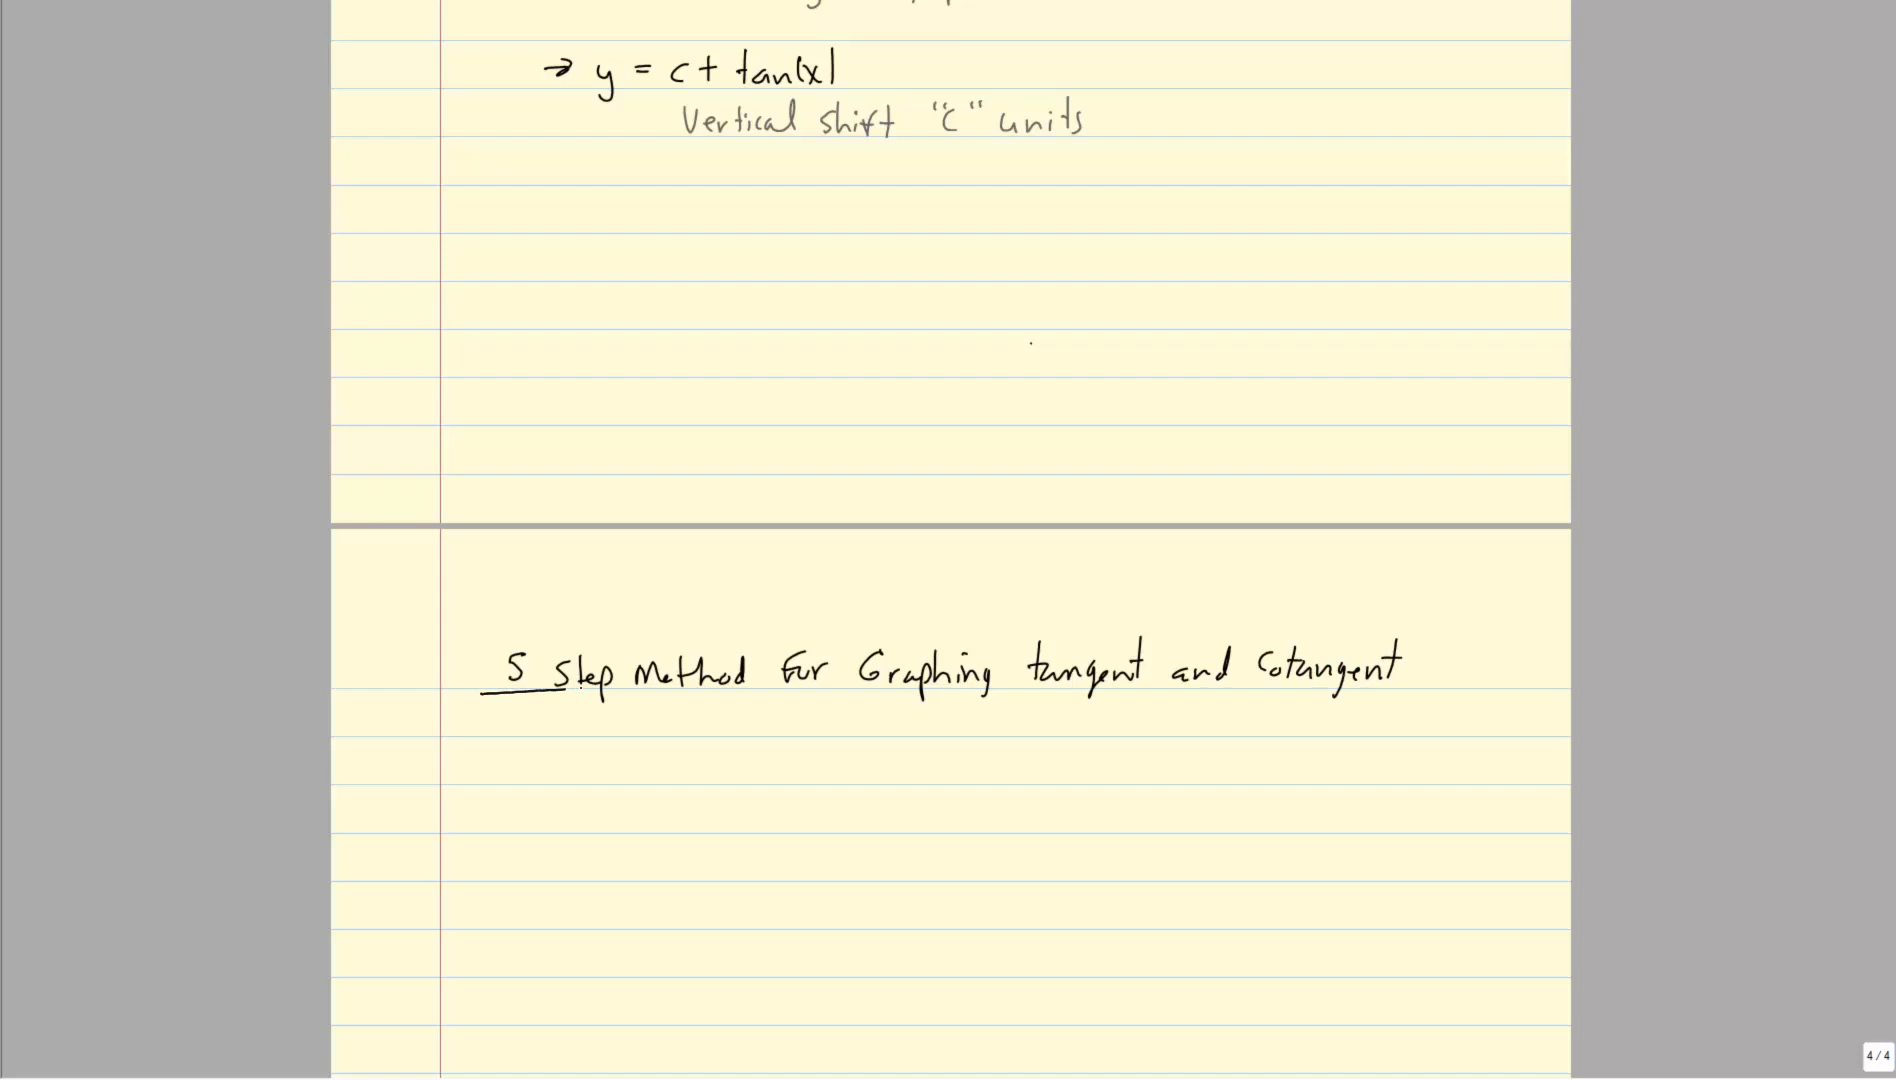 → y = c + tan(x)
Vertical shift "c" units
5 Step Method For Graphing tangent and Cotangent
4 / 4